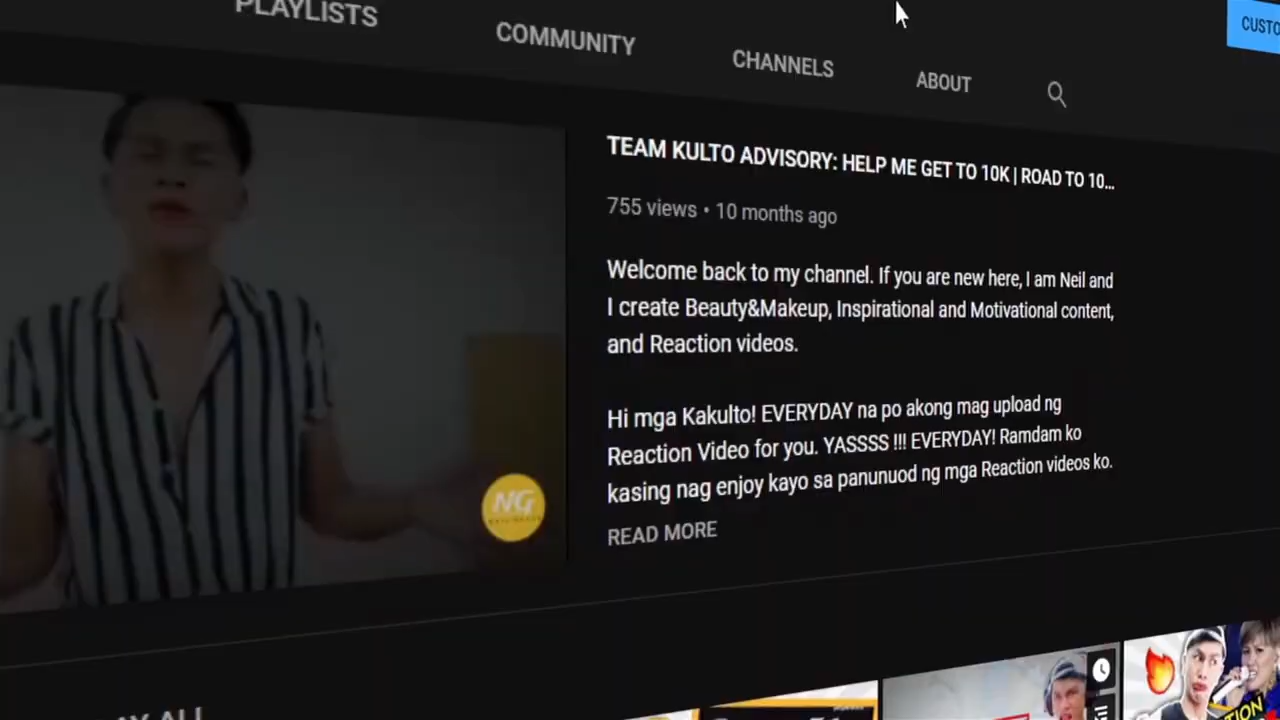 PLAYLISTS
COMMUNITY
CHANNELS
ABOUT
CUSTO
TEAM KULTO ADVISORY: HELP ME GET TO 10K | ROAD TO 10...
755 views • 10 months ago
Welcome back to my channel. If you are new here, I am Neil and
I create Beauty&Makeup, Inspirational and Motivational content,
and Reaction videos.
Hi mga Kakulto! EVERYDAY na po akong mag upload ng
Reaction Video for you. YASSSS !!! EVERYDAY! Ramdam ko
kasing nag enjoy kayo sa panunuod ng mga Reaction videos ko.
READ MORE
NG
AY ALL